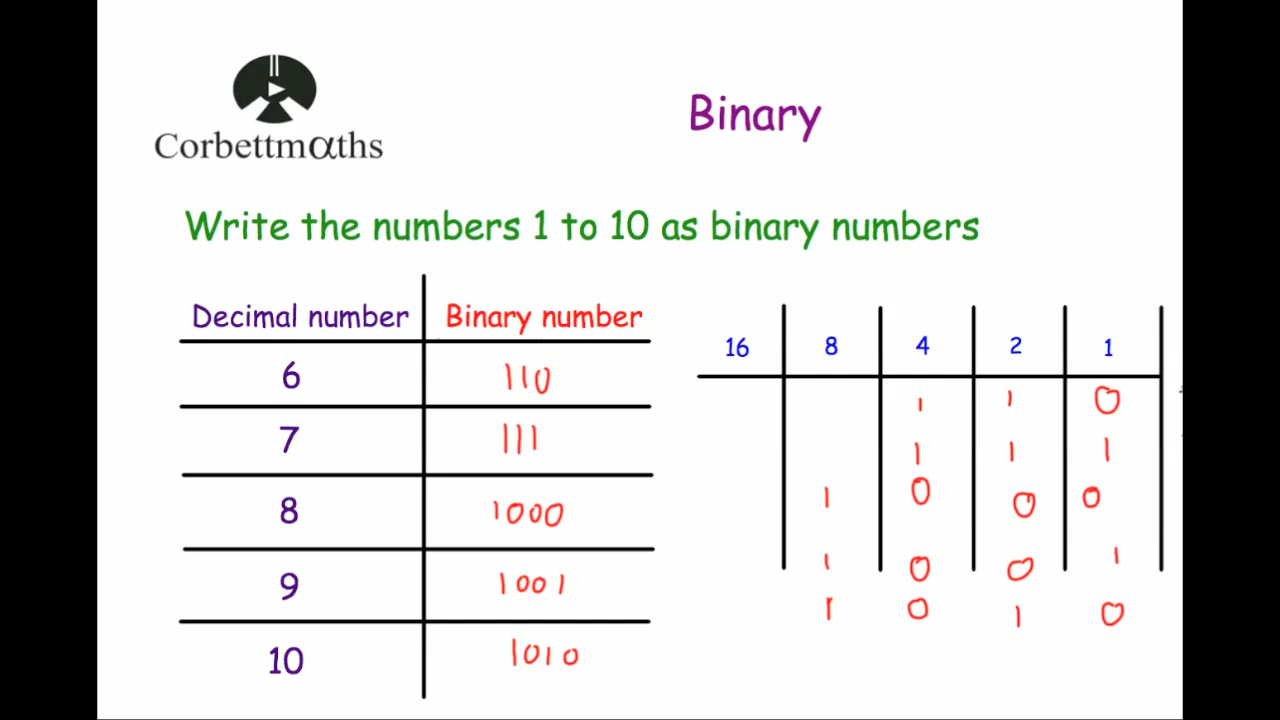 Corbettmαths
Binary
Write the numbers 1 to 10 as binary numbers
Decimal number Binary number
6 110
7 111
8 1000
9 1001
10 1010
16 8 4 2 1
1 1 0
1 1 1
1 0 0 0
1 0 0 1
1 0 1 0